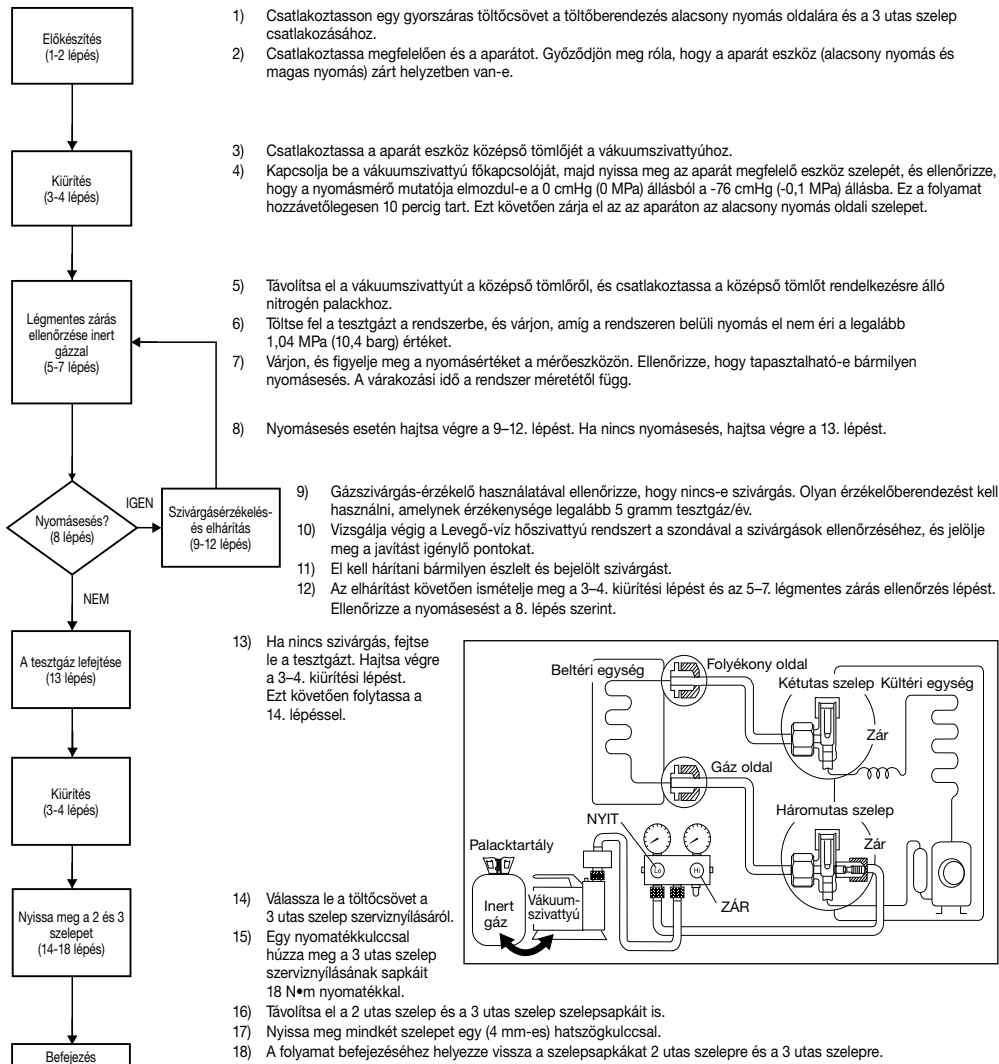 Előkészítés
(1-2 lépés)
1) Csatlakoztasson egy gyorszáras töltőcsövet a töltőberendezés alacsony nyomás oldalára és a 3 utas szelep
csatlakozásához.
2) Csatlakoztassa megfelelően és a aparátot. Győződjön meg róla, hogy a aparát eszköz (alacsony nyomás és
magas nyomás) zárt helyzetben van-e.
Kiürítés
(3-4 lépés)
3) Csatlakoztassa a aparát eszköz középső tömlőjét a vákuumszivattyúhoz.
4) Kapcsolja be a vákuumszivattyú főkapcsolóját, majd nyissa meg az aparát megfelelő eszköz szelepét, és ellenőrizze,
hogy a nyomásmérő mutatója elmozdul-e a 0 cmHg (0 MPa) állásból a -76 cmHg (-0,1 MPa) állásba. Ez a folyamat
hozzávetőlegesen 10 percig tart. Ezt követően zárja el az az aparáton az alacsony nyomás oldali szelepet.
Légmentes zárás
ellenőrzése inert
gázzal
(5-7 lépés)
5) Távolítsa el a vákuumszivattyút a középső tömlőről, és csatlakoztassa a középső tömlőt rendelkezésre álló
nitrogén palackhoz.
6) Töltse fel a tesztgázt a rendszerbe, és várjon, amíg a rendszeren belüli nyomás el nem éri a legalább
1,04 MPa (10,4 barg) értéket.
7) Várjon, és figyelje meg a nyomásértéket a mérőeszközön. Ellenőrizze, hogy tapasztalható-e bármilyen
nyomásesés. A várakozási idő a rendszer méretétől függ.
8) Nyomásesés esetén hajtsa végre a 9–12. lépést. Ha nincs nyomásesés, hajtsa végre a 13. lépést.
Nyomásesés?
(8 lépés)
IGEN
NEM
Szivárgásérzékelés-
és elhárítás
(9-12 lépés)
9) Gázszivárgás-érzékelő használatával ellenőrizze, hogy nincs-e szivárgás. Olyan érzékelőberendezést kell
használni, amelynek érzékenysége legalább 5 gramm tesztgáz/év.
10) Vizsgálja végig a Levegő-víz hőszivattyú rendszert a szondával a szivárgások ellenőrzéséhez, és jelölje
meg a javítást igénylő pontokat.
11) El kell hárítani bármilyen észlelt és bejelölt szivárgást.
12) Az elhárítást követően ismételje meg a 3–4. kiürítési lépést és az 5–7. légmentes zárás ellenőrzés lépést.
Ellenőrizze a nyomásesést a 8. lépés szerint.
A tesztgáz lefejtése
(13 lépés)
13) Ha nincs szivárgás, fejtse
le a tesztgázt. Hajtsa végre
a 3–4. kiürítési lépést.
Ezt követően folytassa a
14. lépéssel.
Beltéri egység
Folyékony oldal
Kétutas szelep
Kültéri egység
Zár
Gáz oldal
Háromutas szelep
Zár
NYIT
Lo
Hi
ZÁR
Palacktartály
Inert
gáz
Vákuum-
szivattyú
Kiürítés
(3-4 lépés)
Nyissa meg a 2 és 3
szelepet
(14-18 lépés)
14) Válassza le a töltőcsövet a
3 utas szelep szerviznyílásáról.
15) Egy nyomatékkulccsal
húzza meg a 3 utas szelep
szerviznyílásának sapkáit
18 N•m nyomatékkal.
16) Távolítsa el a 2 utas szelep és a 3 utas szelep szelepsapkáit is.
17) Nyissa meg mindkét szelepet egy (4 mm-es) hatszögkulccsal.
18) A folyamat befejezéséhez helyezze vissza a szelepsapkákat 2 utas szelepre és a 3 utas szelepre.
Befejezés